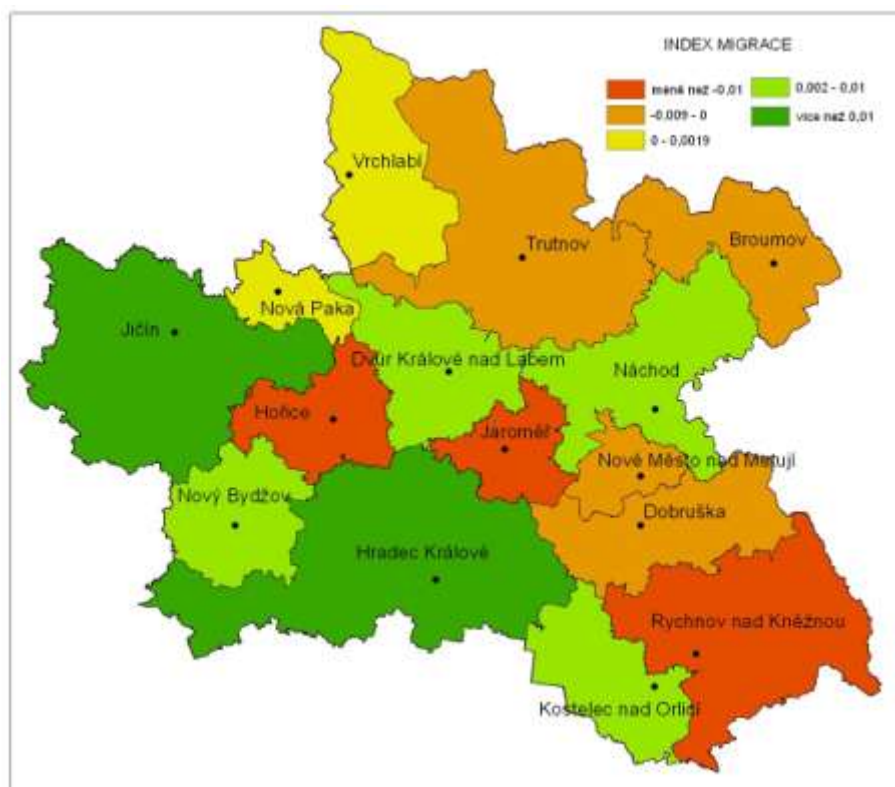 INDEX MIGRACE
méně než -0,01
-0.009 - 0
0 - 0,0019
0.002 - 0,01
více než 0,01
Vrchlabí
Trutnov
Broumov
Nová Paka
Jičín
Dvůr Králové nad Labem
Náchod
Hořice
Jaroměř
Nové Město nad Metují
Nový Bydžov
Dobruška
Hradec Králové
Rychnov nad Kněžnou
Kostelec nad Orlicí